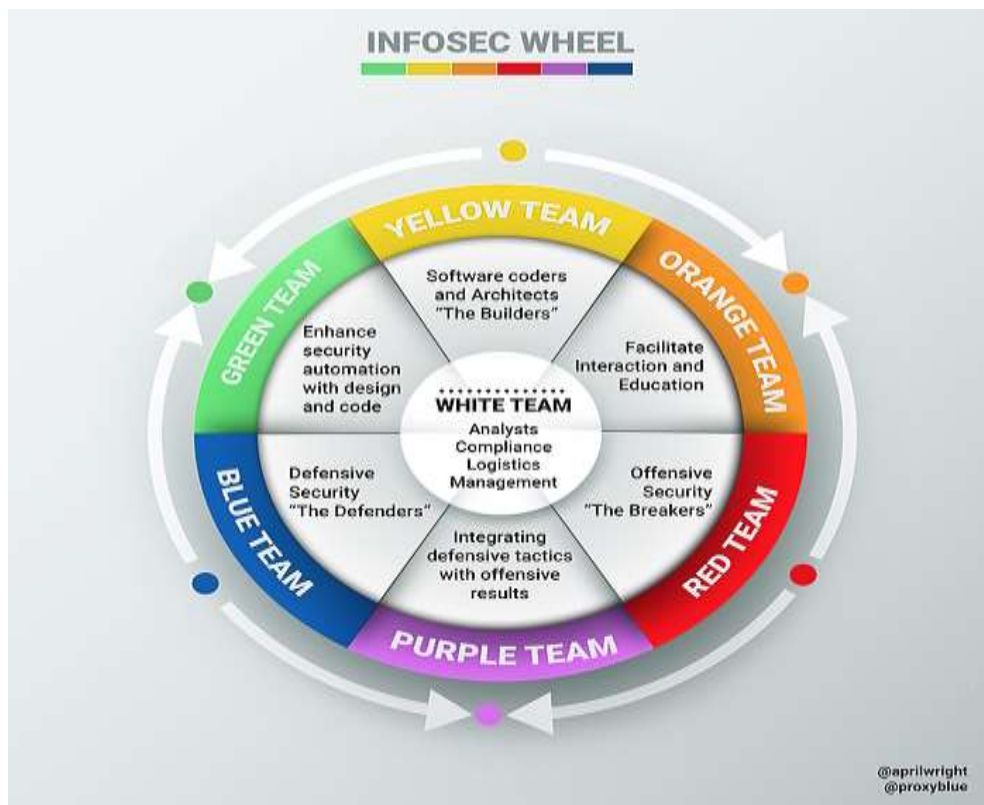 INFOSEC WHEEL
YELLOW TEAM
Software coders
and Architects
"The Builders"
ORANGE TEAM
Facilitate
Interaction and
Education
RED TEAM
Offensive
Security
"The Breakers"
PURPLE TEAM
Integrating
defensive tactics
with offensive
results
BLUE TEAM
Defensive
Security
"The Defenders"
GREEN TEAM
Enhance
security
automation
with design
and code
WHITE TEAM
Analysts
Compliance
Logistics
Management
@aprilwright
@proxyblue